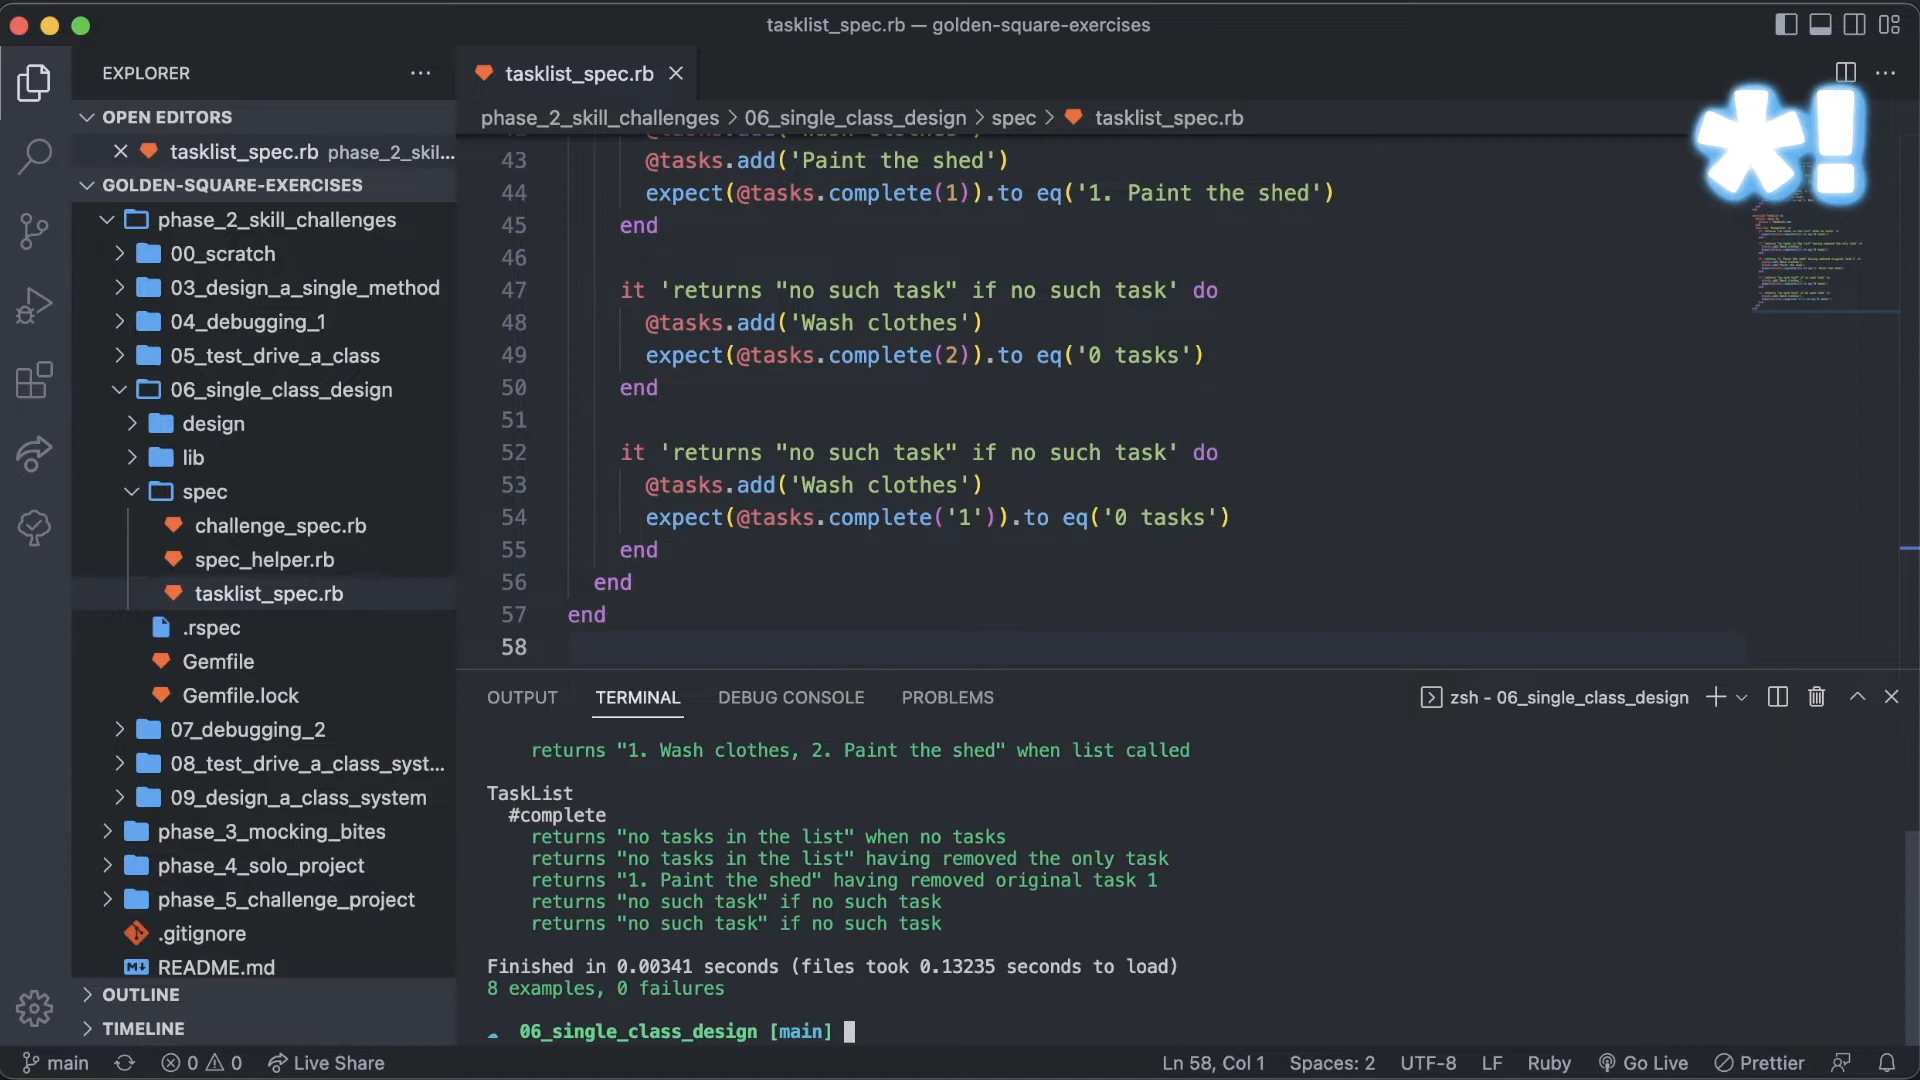 tasklist_spec.rb — golden-square-exercises
EXPLORER
OPEN EDITORS
tasklist_spec.rb phase_2_skil...
GOLDEN-SQUARE-EXERCISES
phase_2_skill_challenges
00_scratch
03_design_a_single_method
04_debugging_1
05_test_drive_a_class
06_single_class_design
design
lib
spec
challenge_spec.rb
spec_helper.rb
tasklist_spec.rb
.rspec
Gemfile
Gemfile.lock
07_debugging_2
08_test_drive_a_class_syst...
09_design_a_class_system
phase_3_mocking_bites
phase_4_solo_project
phase_5_challenge_project
.gitignore
README.md
OUTLINE
TIMELINE
tasklist_spec.rb
phase_2_skill_challenges > 06_single_class_design > spec > tasklist_spec.rb
*!
43 @tasks.add('Paint the shed')
44 expect(@tasks.complete(1)).to eq('1. Paint the shed')
45 end
46
47 it 'returns "no such task" if no such task' do
48 @tasks.add('Wash clothes')
49 expect(@tasks.complete(2)).to eq('0 tasks')
50 end
51
52 it 'returns "no such task" if no such task' do
53 @tasks.add('Wash clothes')
54 expect(@tasks.complete('1')).to eq('0 tasks')
55 end
56 end
57 end
58
OUTPUT TERMINAL DEBUG CONSOLE PROBLEMS
zsh - 06_single_class_design
returns "1. Wash clothes, 2. Paint the shed" when list called
TaskList
#complete
returns "no tasks in the list" when no tasks
returns "no tasks in the list" having removed the only task
returns "1. Paint the shed" having removed original task 1
returns "no such task" if no such task
returns "no such task" if no such task
Finished in 0.00341 seconds (files took 0.13235 seconds to load)
8 examples, 0 failures
06_single_class_design [main]
main 0 0 Live Share Ln 58, Col 1 Spaces: 2 UTF-8 LF Ruby Go Live Prettier